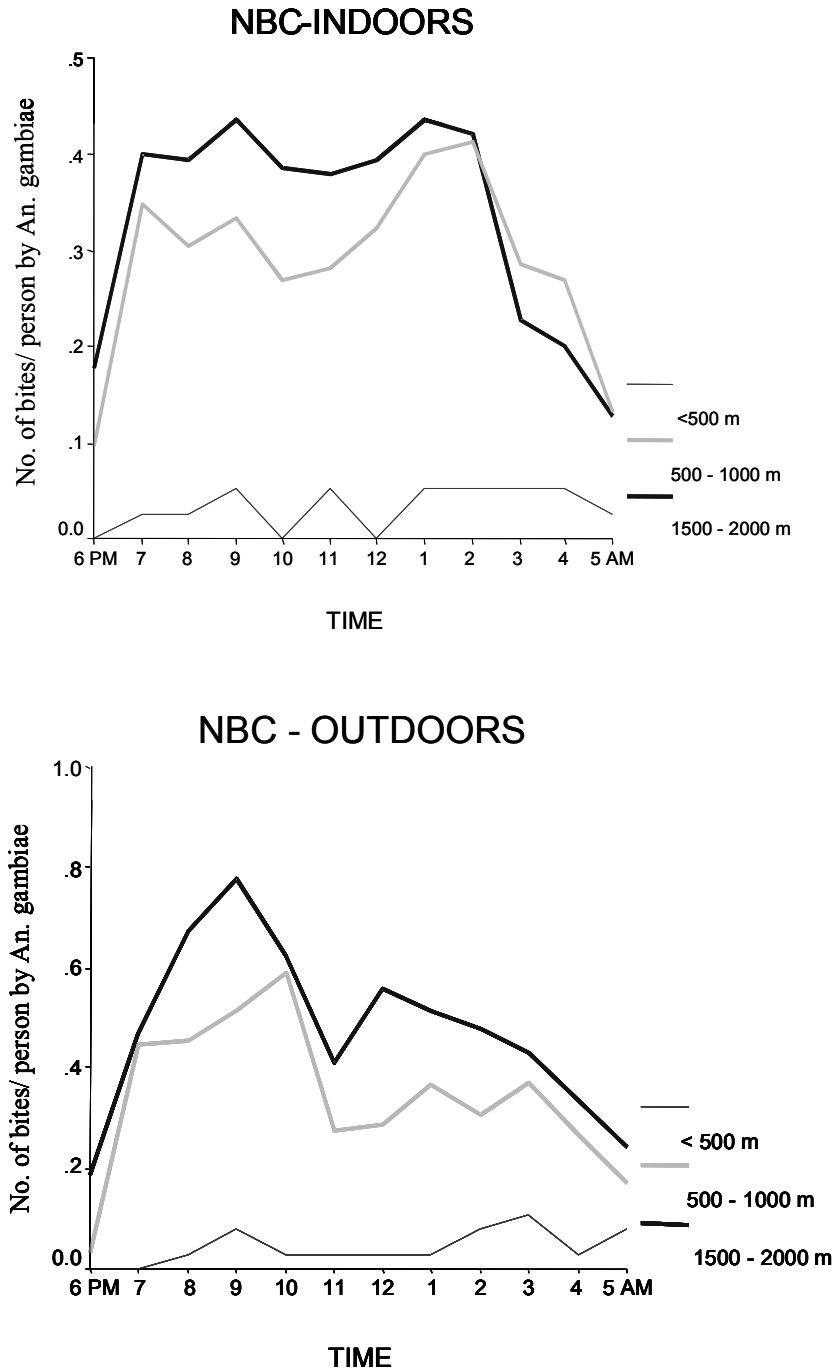 NBC-INDOORS
No. of bites/ person by An. gambiae
.5
.4
.3
.2
.1
0.0
6 PM 7 8 9 10 11 12 1 2 3 4 5 AM
TIME
<500 m
500 - 1000 m
1500 - 2000 m
NBC - OUTDOORS
No. of bites/ person by An. gambiae
1.0
.8
.6
.4
.2
0.0
6 PM 7 8 9 10 11 12 1 2 3 4 5 AM
TIME
< 500 m
500 - 1000 m
1500 - 2000 m